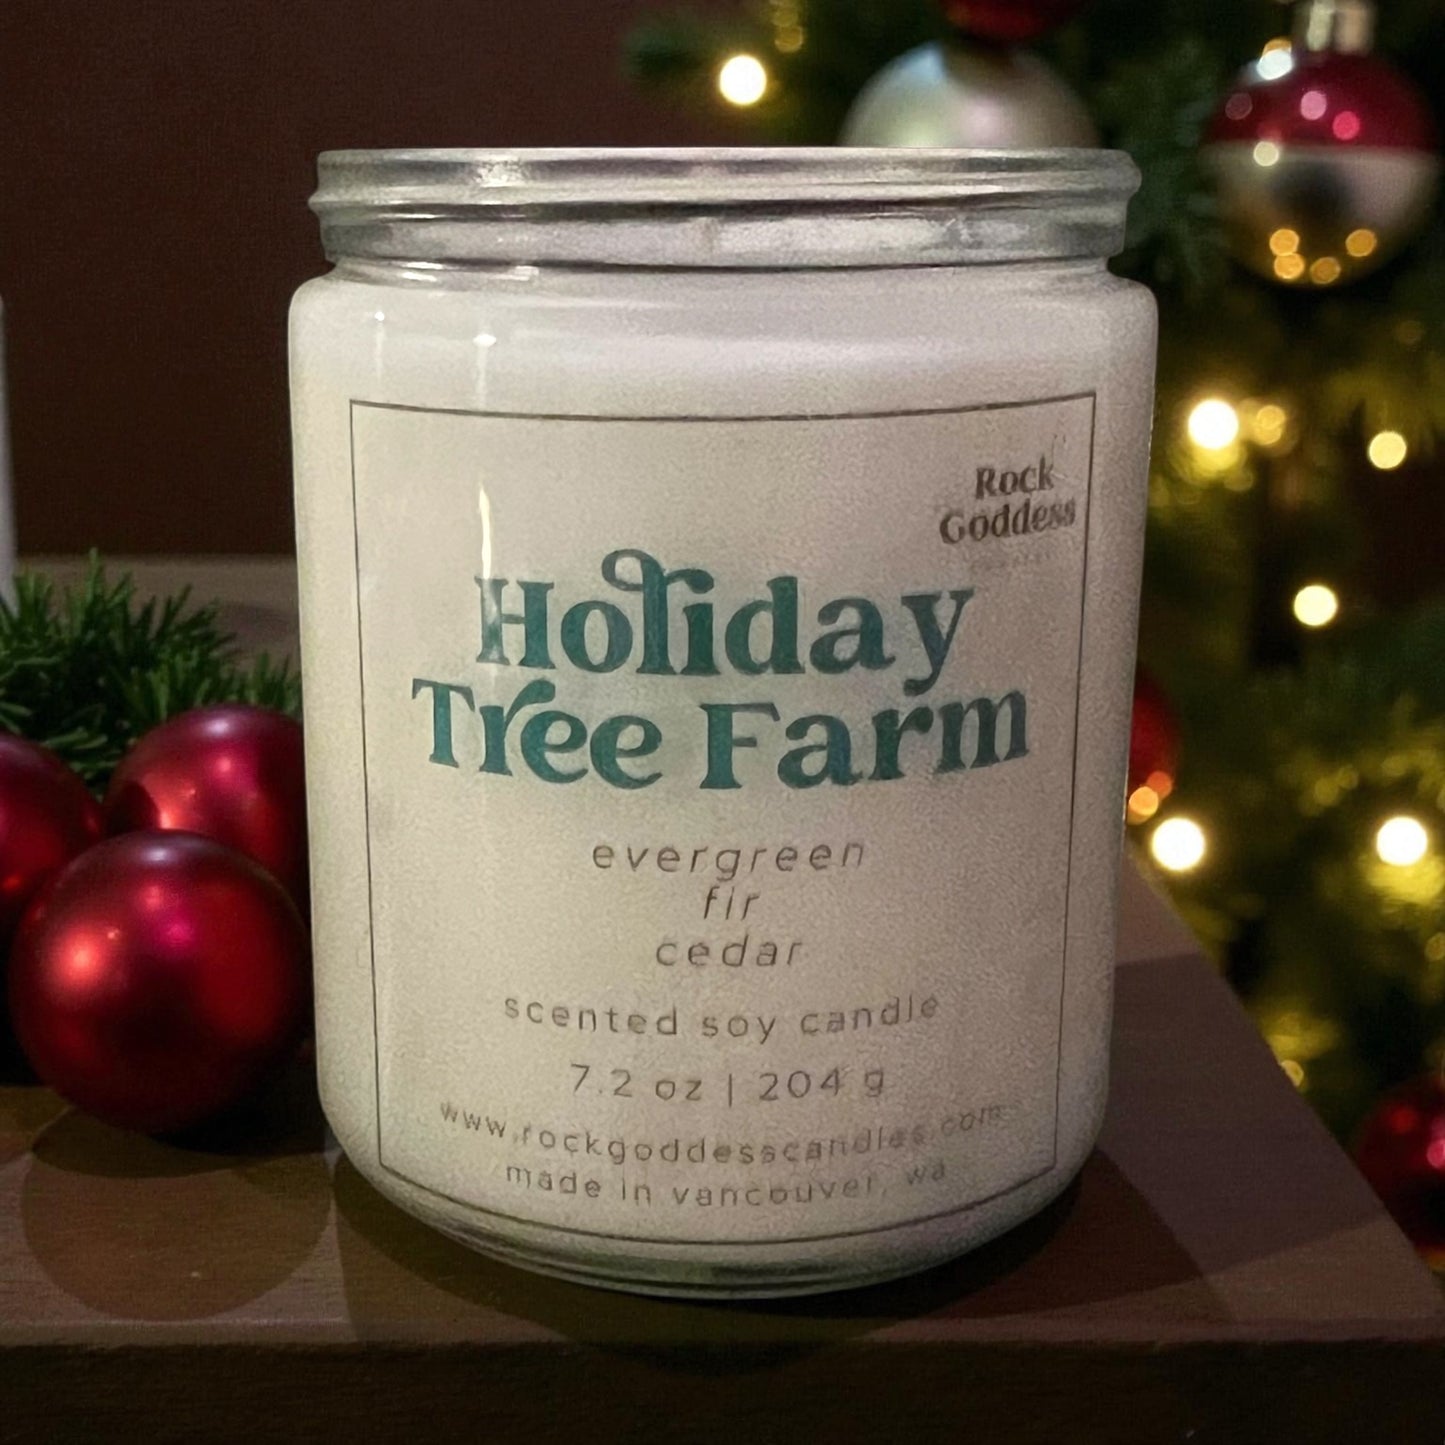 Rock
Goddess
Holiday
Tree Farm
evergreen
fir
cedar
scented soy candle
7.2 oz | 204 g
www.rockgoddesscandles.com
made in vancouver, wa